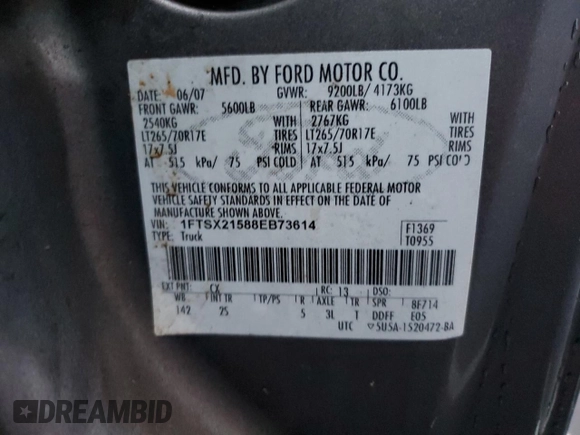 MFD. BY FORD MOTOR CO.
DATE: 06/07 GVWR: 9200LB/ 4173KG
FRONT GAWR: 5600LB REAR GAWR: 6100LB
2540KG WITH 2767KG WITH
LT265/70R17E TIRES LT265/70R17E TIRES
17x7.5J RIMS 17x7.5J RIMS
AT 515 kPa/ 75 PSI COLD AT 515 kPa/ 75 PSI COLD
THIS VEHICLE CONFORMS TO ALL APPLICABLE FEDERAL MOTOR
VEHICLE SAFETY STANDARDS IN EFFECT ON THE DATE OF
MANUFACTURE SHOWN ABOVE.
VIN: 1FTSX21588EB73614 F1369
TYPE: Truck T0955
EXT PNT: CX RC: 13 DSO:
WB INT TR TP/PS R AXLE TR SPR 8F714
142 25 5 3L T DDFF E05
UTC 5U5A-1520472-BA
DREAMBID